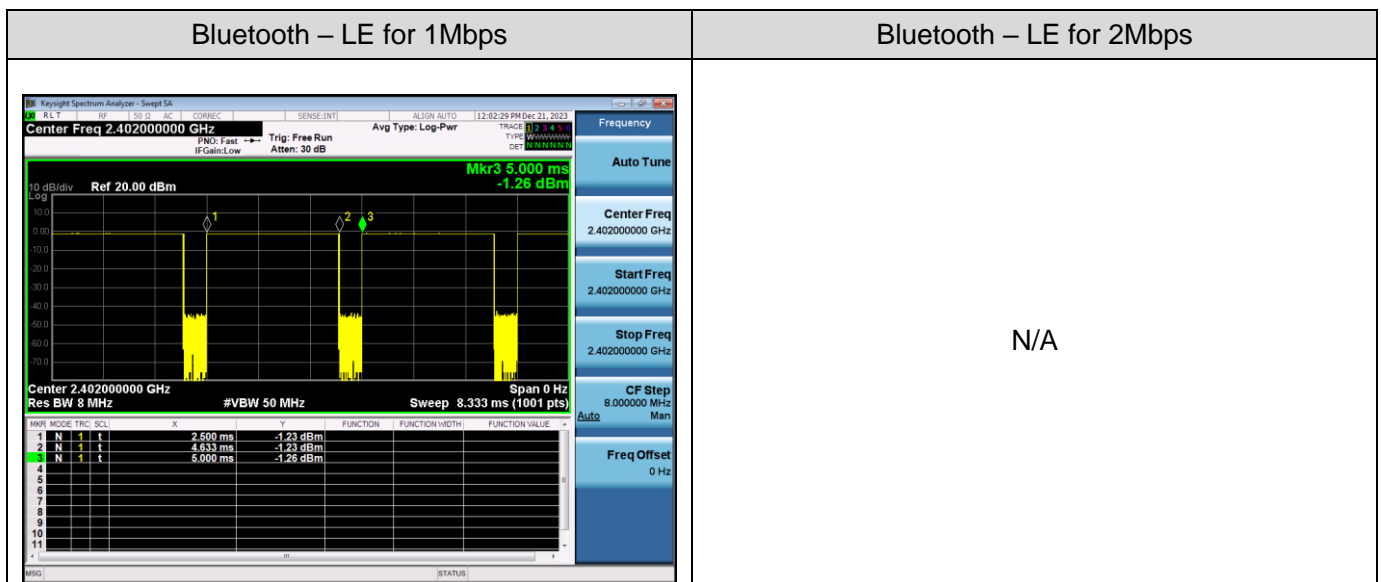 Bluetooth – LE for 1Mbps
Bluetooth – LE for 2Mbps
Keysight Spectrum Analyzer - Swept SA
RLT RF 50 Ω AC CORREC SENSE:INT ALIGN AUTO 12:02:29 PM Dec 21, 2023
Center Freq 2.402000000 GHz
PNO: Fast
IFGain:Low
Trig: Free Run
Atten: 30 dB
Avg Type: Log-Pwr
TRACE 1 2 3 4 5 6
TYPE WWWWWW
DET N N N N N N
Mkr3 5.000 ms
-1.26 dBm
10 dB/div Ref 20.00 dBm
Log
10.0
0.00
-10.0
-20.0
-30.0
-40.0
-50.0
-60.0
-70.0
1
2
3
Center 2.402000000 GHz Span 0 Hz
Res BW 8 MHz #VBW 50 MHz Sweep 8.333 ms (1001 pts)
MKR MODE TRC SCL X Y FUNCTION FUNCTION WIDTH FUNCTION VALUE
1 N 1 t 2.500 ms -1.23 dBm
2 N 1 t 4.633 ms -1.23 dBm
3 N 1 t 5.000 ms -1.26 dBm
4
5
6
7
8
9
10
11
MSG STATUS
Frequency
Auto Tune
Center Freq
2.402000000 GHz
Start Freq
2.402000000 GHz
Stop Freq
2.402000000 GHz
CF Step
8.000000 MHz
Auto Man
Freq Offset
0 Hz
N/A